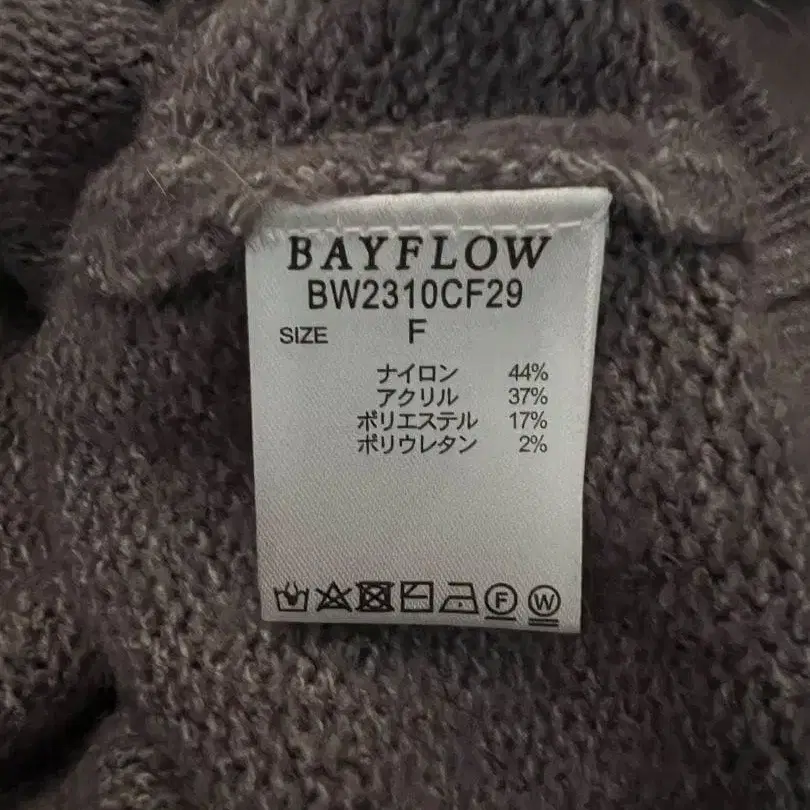 BAYFLOW
BW2310CF29
SIZE F
ナイロン 44%
アクリル 37%
ポリエステル 17%
ポリウレタン 2%
F W